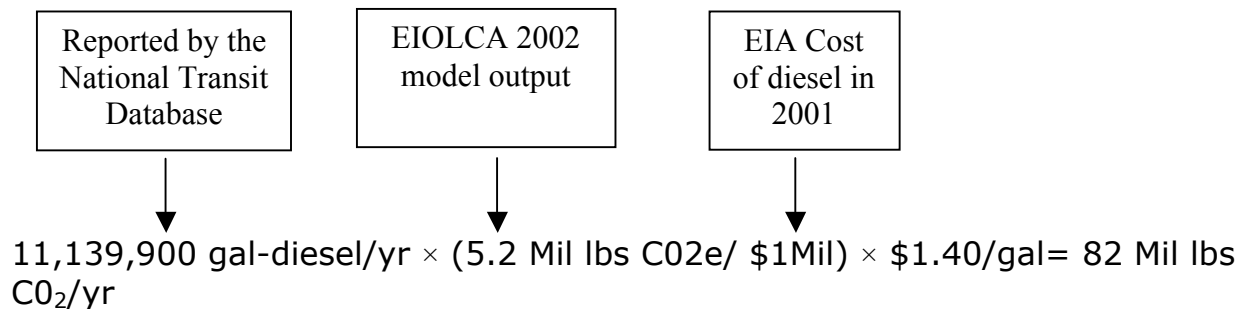 Reported by the
National Transit
Database
EIOLCA 2002
model output
EIA Cost
of diesel in
2001
11,139,900 gal-diesel/yr × (5.2 Mil lbs C02e/ $1Mil) × $1.40/gal= 82 Mil lbs
C0₂/yr